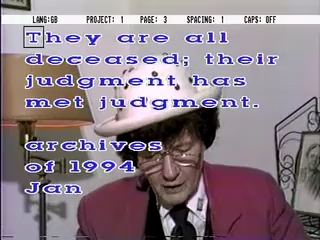 LANG:GB PROJECT: 1 PAGE: 3 SPACING: 1 CAPS: OFF
They are all
deceased; their
judgment has
met judgment.
archives
of 1994
Jan